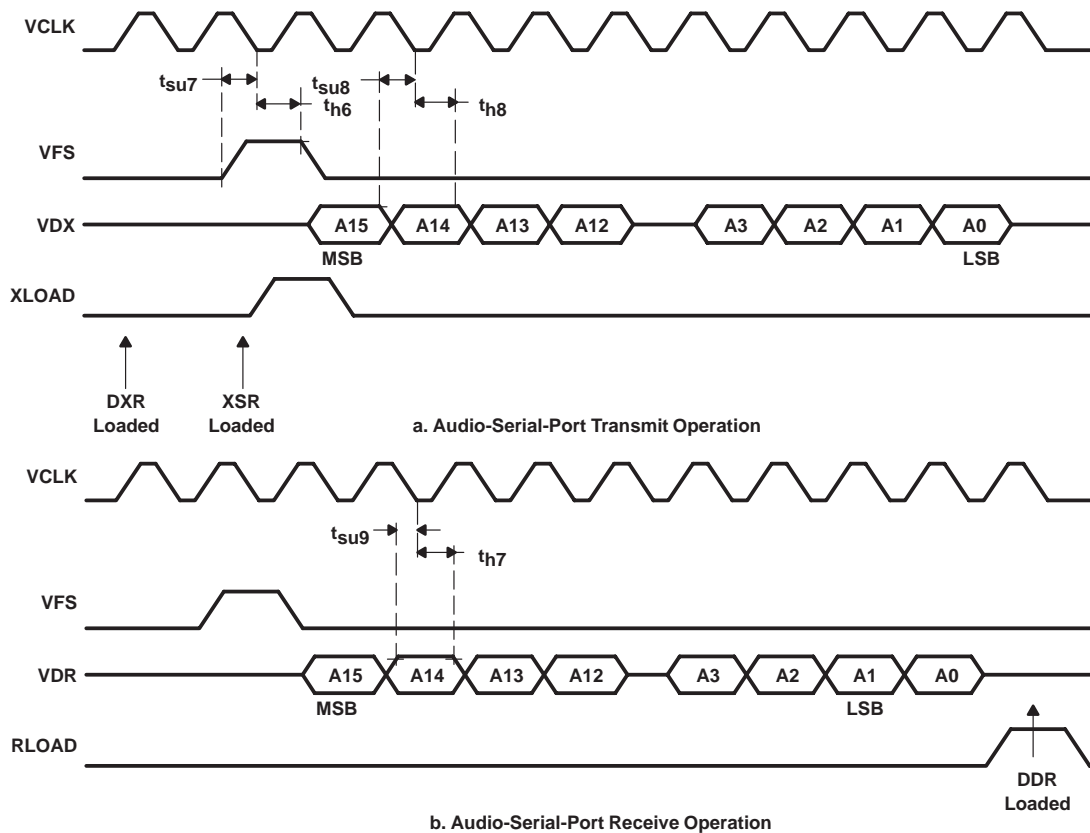 VCLK
tsu7
tsu8
th6
th8
VFS
VDX
A15 A14 A13 A12 A3 A2 A1 A0
MSB LSB
XLOAD
DXR
Loaded
XSR
Loaded
a. Audio-Serial-Port Transmit Operation
VCLK
tsu9
th7
VFS
VDR
A15 A14 A13 A12 A3 A2 A1 A0
MSB LSB
RLOAD
DDR
Loaded
b. Audio-Serial-Port Receive Operation